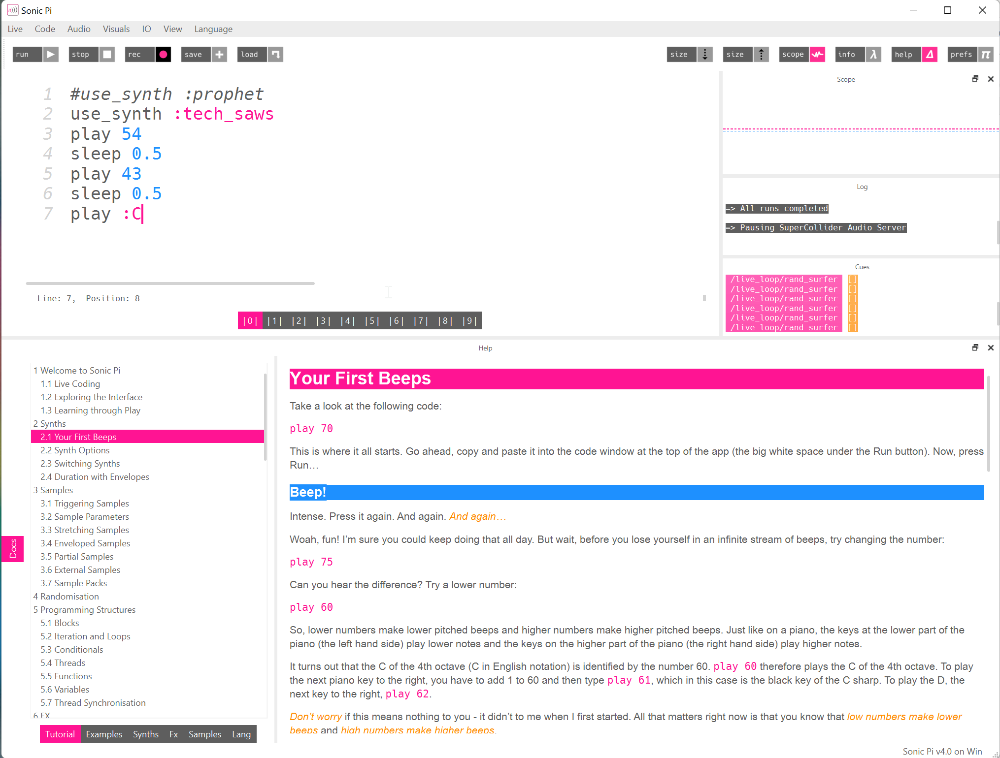 Sonic Pi
Live Code Audio Visuals IO View Language
run stop rec save load size size scope info help prefs
1 #use_synth :prophet
2 use_synth :tech_saws
3 play 54
4 sleep 0.5
5 play 43
6 sleep 0.5
7 play :C
Line: 7, Position: 8
|0| |1| |2| |3| |4| |5| |6| |7| |8| |9|
Scope
Log
=> All runs completed
=> Pausing SuperCollider Audio Server
Cues
/live_loop/rand_surfer []
/live_loop/rand_surfer []
/live_loop/rand_surfer []
/live_loop/rand_surfer []
/live_loop/rand_surfer []
/live_loop/rand_surfer []
Help
Docs
1 Welcome to Sonic Pi
1.1 Live Coding
1.2 Exploring the Interface
1.3 Learning through Play
2 Synths
2.1 Your First Beeps
2.2 Synth Options
2.3 Switching Synths
2.4 Duration with Envelopes
3 Samples
3.1 Triggering Samples
3.2 Sample Parameters
3.3 Stretching Samples
3.4 Enveloped Samples
3.5 Partial Samples
3.6 External Samples
3.7 Sample Packs
4 Randomisation
5 Programming Structures
5.1 Blocks
5.2 Iteration and Loops
5.3 Conditionals
5.4 Threads
5.5 Functions
5.6 Variables
5.7 Thread Synchronisation
6 FX
Tutorial Examples Synths Fx Samples Lang
Your First Beeps
Take a look at the following code:
play 70
This is where it all starts. Go ahead, copy and paste it into the code window at the top of the app (the big white space under the Run button). Now, press
Run…
Beep!
Intense. Press it again. And again. And again…
Woah, fun! I’m sure you could keep doing that all day. But wait, before you lose yourself in an infinite stream of beeps, try changing the number:
play 75
Can you hear the difference? Try a lower number:
play 60
So, lower numbers make lower pitched beeps and higher numbers make higher pitched beeps. Just like on a piano, the keys at the lower part of the
piano (the left hand side) play lower notes and the keys on the higher part of the piano (the right hand side) play higher notes.
It turns out that the C of the 4th octave (C in English notation) is identified by the number 60. play 60 therefore plays the C of the 4th octave. To play
the next piano key to the right, you have to add 1 to 60 and then type play 61, which in this case is the black key of the C sharp. To play the D, the
next key to the right, play 62.
Don’t worry if this means nothing to you - it didn’t to me when I first started. All that matters right now is that you know that low numbers make lower
beeps and high numbers make higher beeps.
Sonic Pi v4.0 on Win